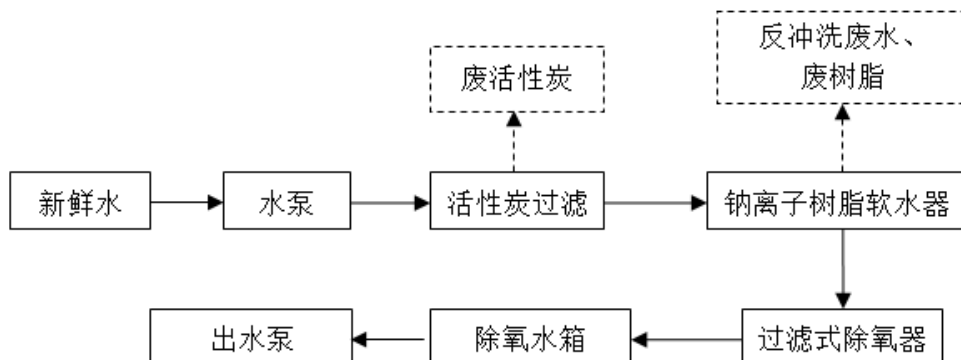 废活性炭
反冲洗废水、
废树脂
新鲜水
水泵
活性炭过滤
钠离子树脂软水器
出水泵
除氧水箱
过滤式除氧器